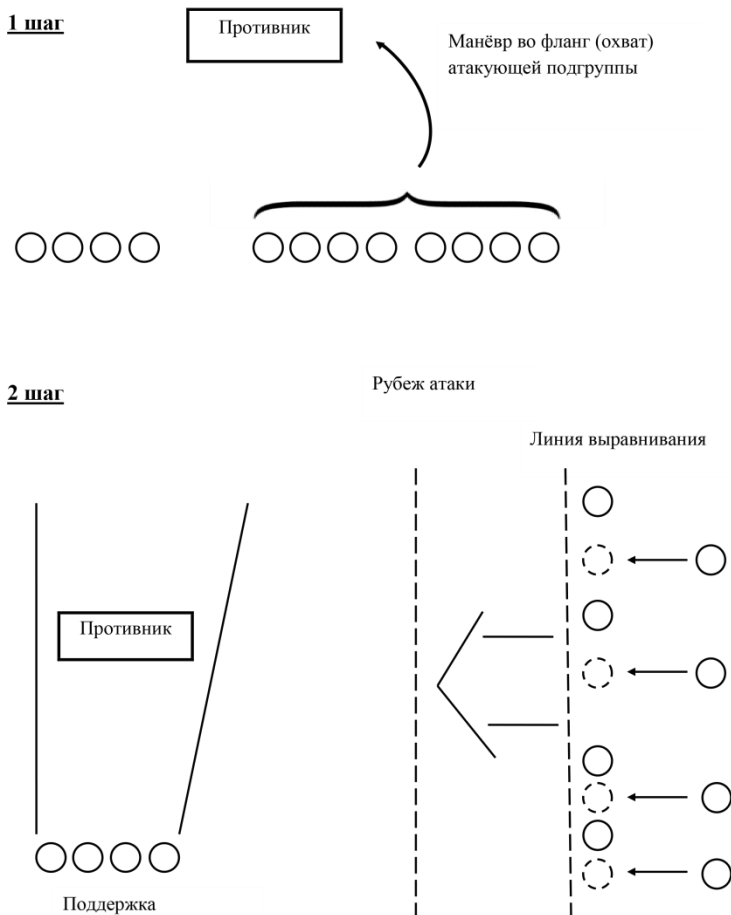 1 шаг
Противник
Манёвр во фланг (охват)
атакующей подгруппы
2 шаг
Рубеж атаки
Линия выравнивания
Противник
Поддержка